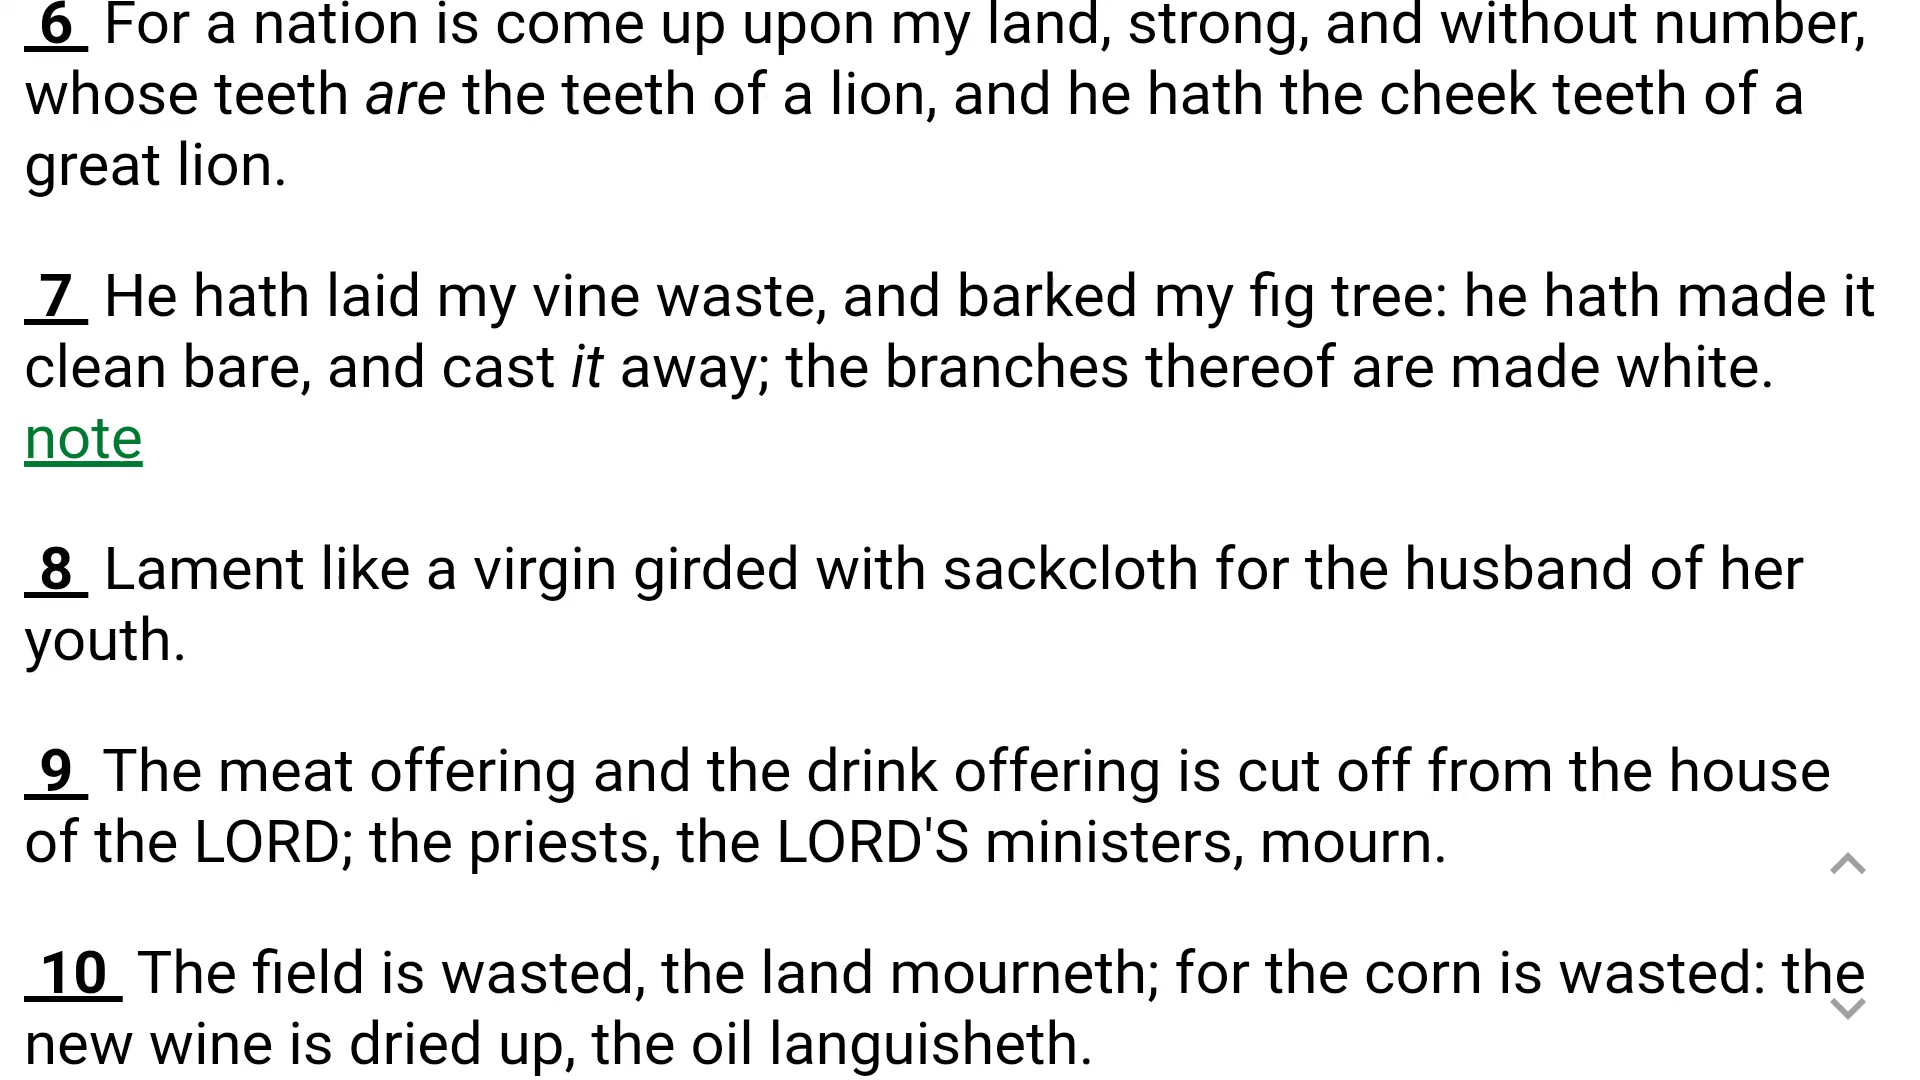 6 For a nation is come up upon my land, strong, and without number,
whose teeth are the teeth of a lion, and he hath the cheek teeth of a
great lion.
7 He hath laid my vine waste, and barked my fig tree: he hath made it
clean bare, and cast it away; the branches thereof are made white.
note
8 Lament like a virgin girded with sackcloth for the husband of her
youth.
9 The meat offering and the drink offering is cut off from the house
of the LORD; the priests, the LORD'S ministers, mourn.
10 The field is wasted, the land mourneth; for the corn is wasted: the
new wine is dried up, the oil languisheth.